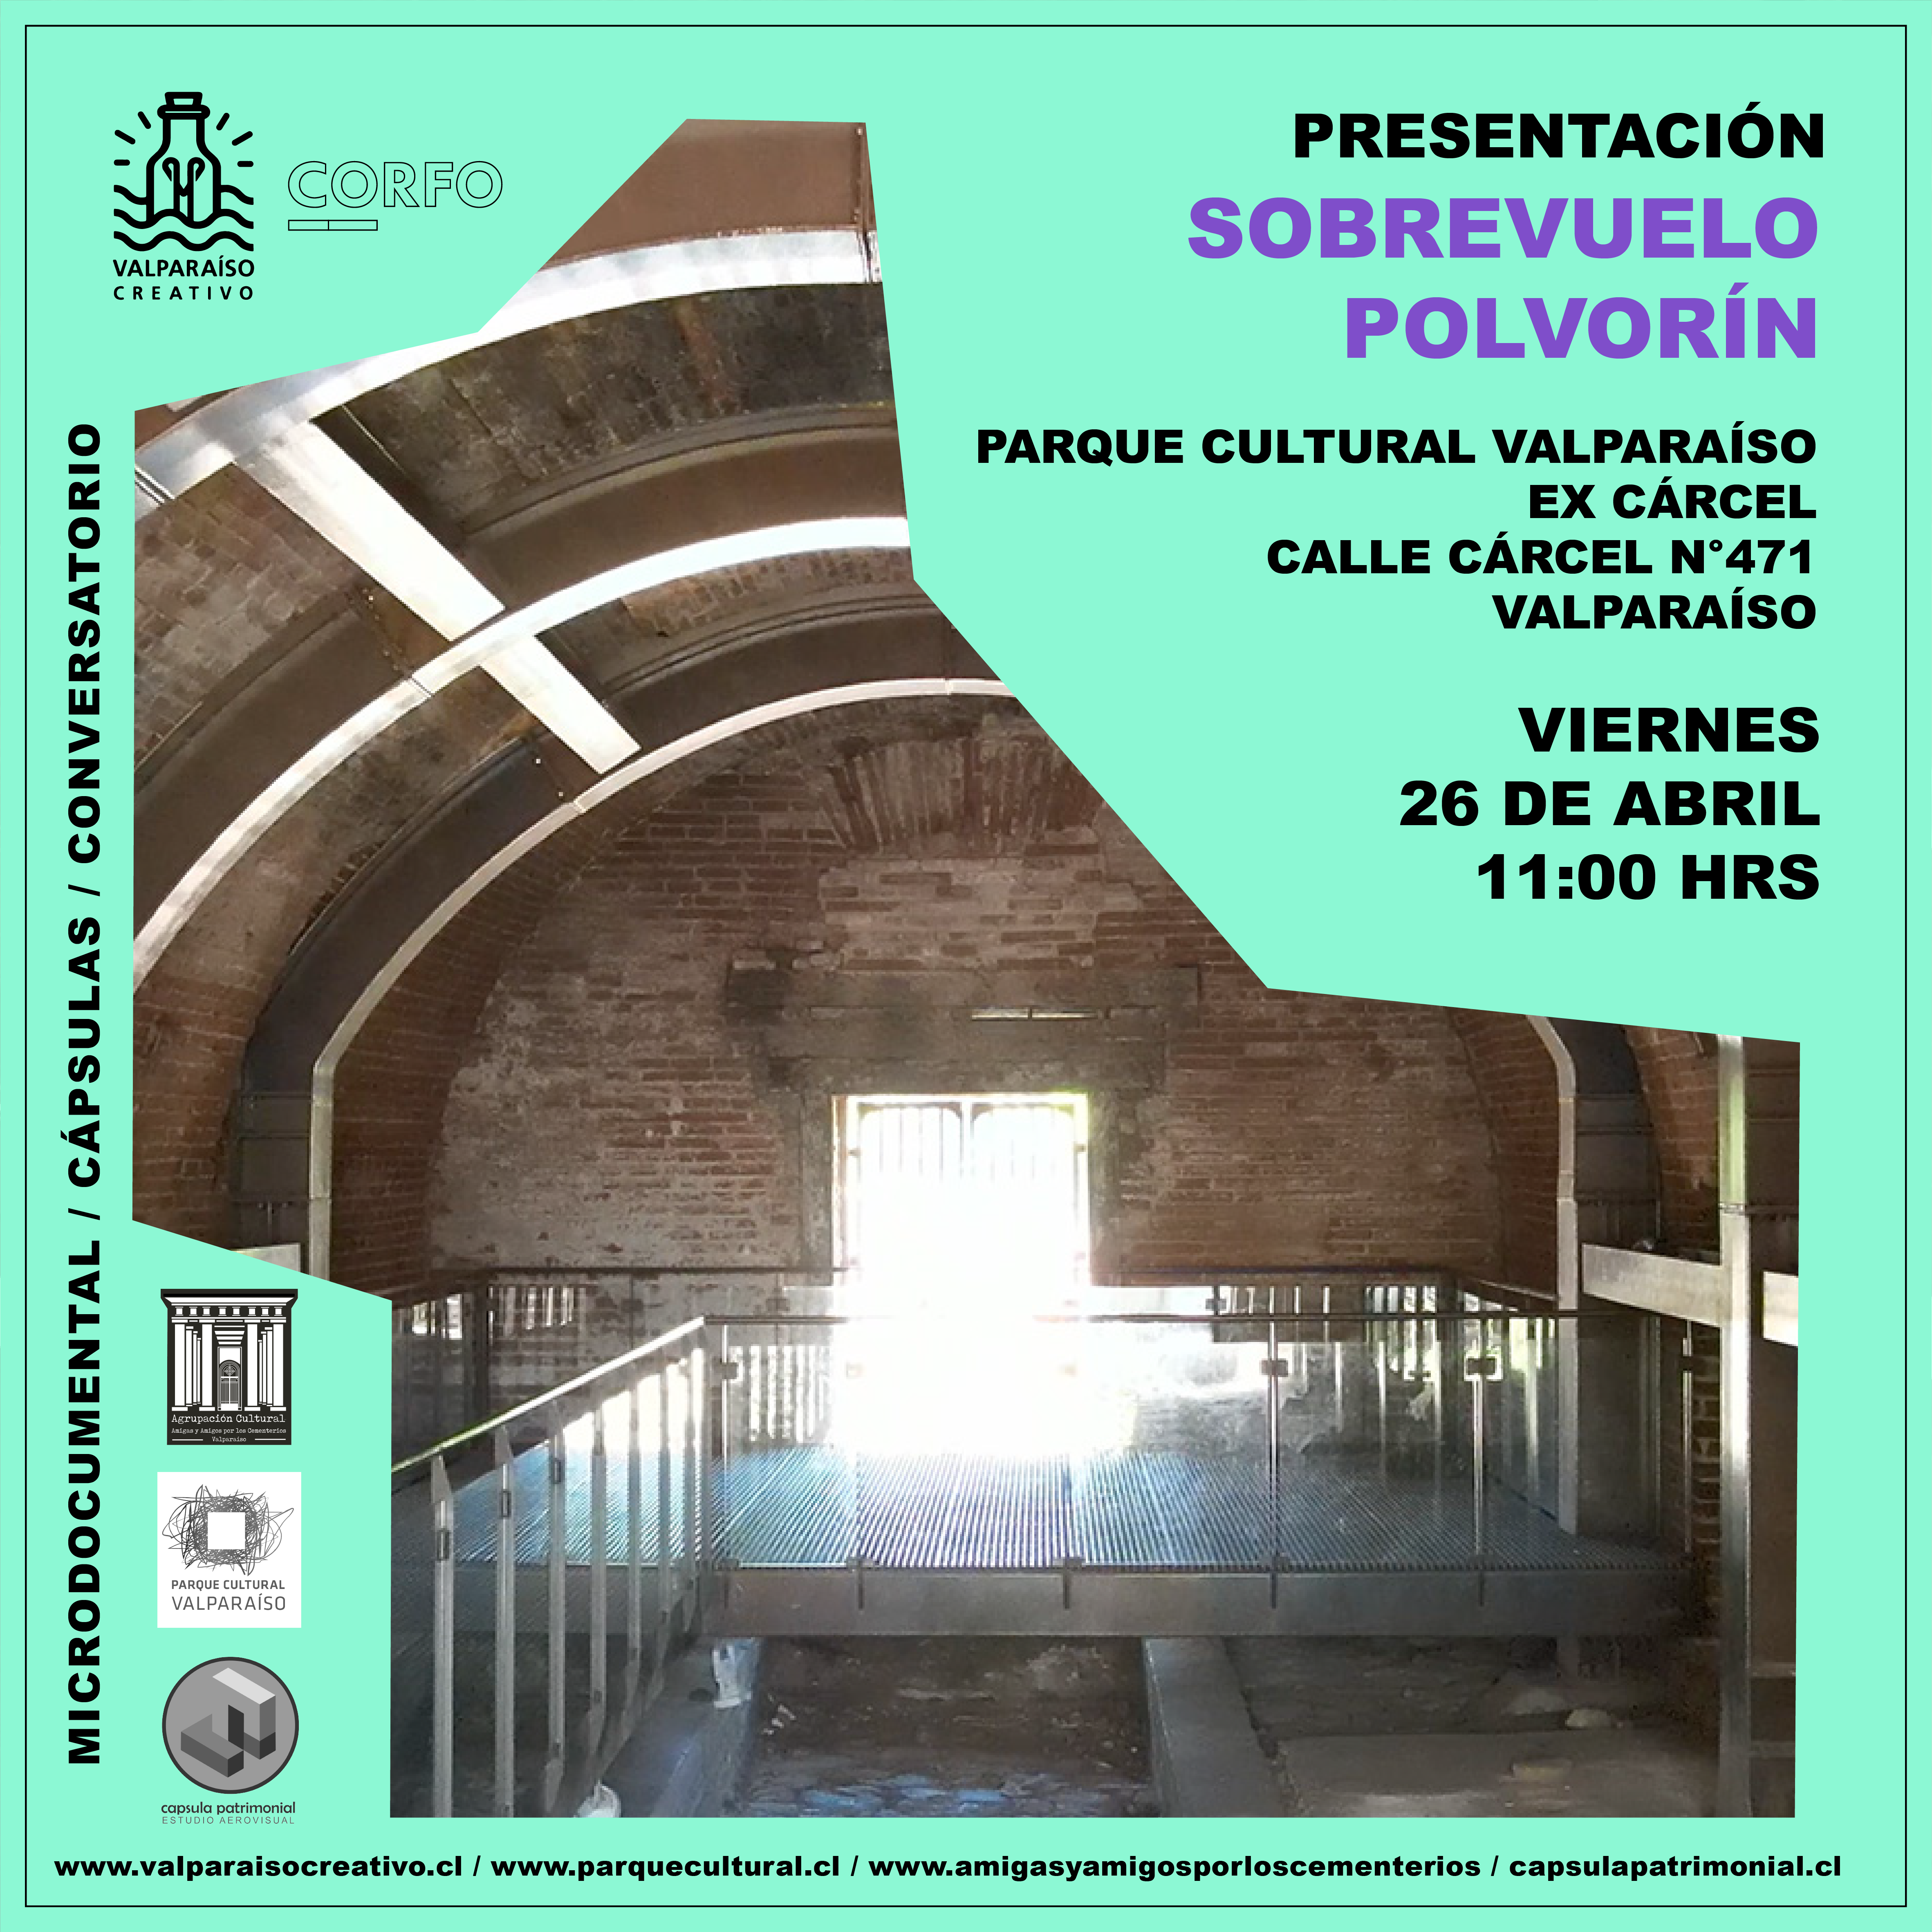 VALPARAÍSO
CREATIVO
CORFO
PRESENTACIÓN
SOBREVUELO
POLVORÍN
PARQUE CULTURAL VALPARAÍSO
EX CÁRCEL
CALLE CÁRCEL N°471
VALPARAÍSO
VIERNES
26 DE ABRIL
11:00 HRS
MICRODOCUMENTAL / CÁPSULAS / CONVERSATORIO
Agrupación Cultural
Amigas y Amigos por los Cementerios
Valparaíso
PARQUE CULTURAL
VALPARAÍSO
capsula patrimonial
ESTUDIO AEROVISUAL
www.valparaisocreativo.cl / www.parquecultural.cl / www.amigasyamigosporloscementerios / capsulapatrimonial.cl